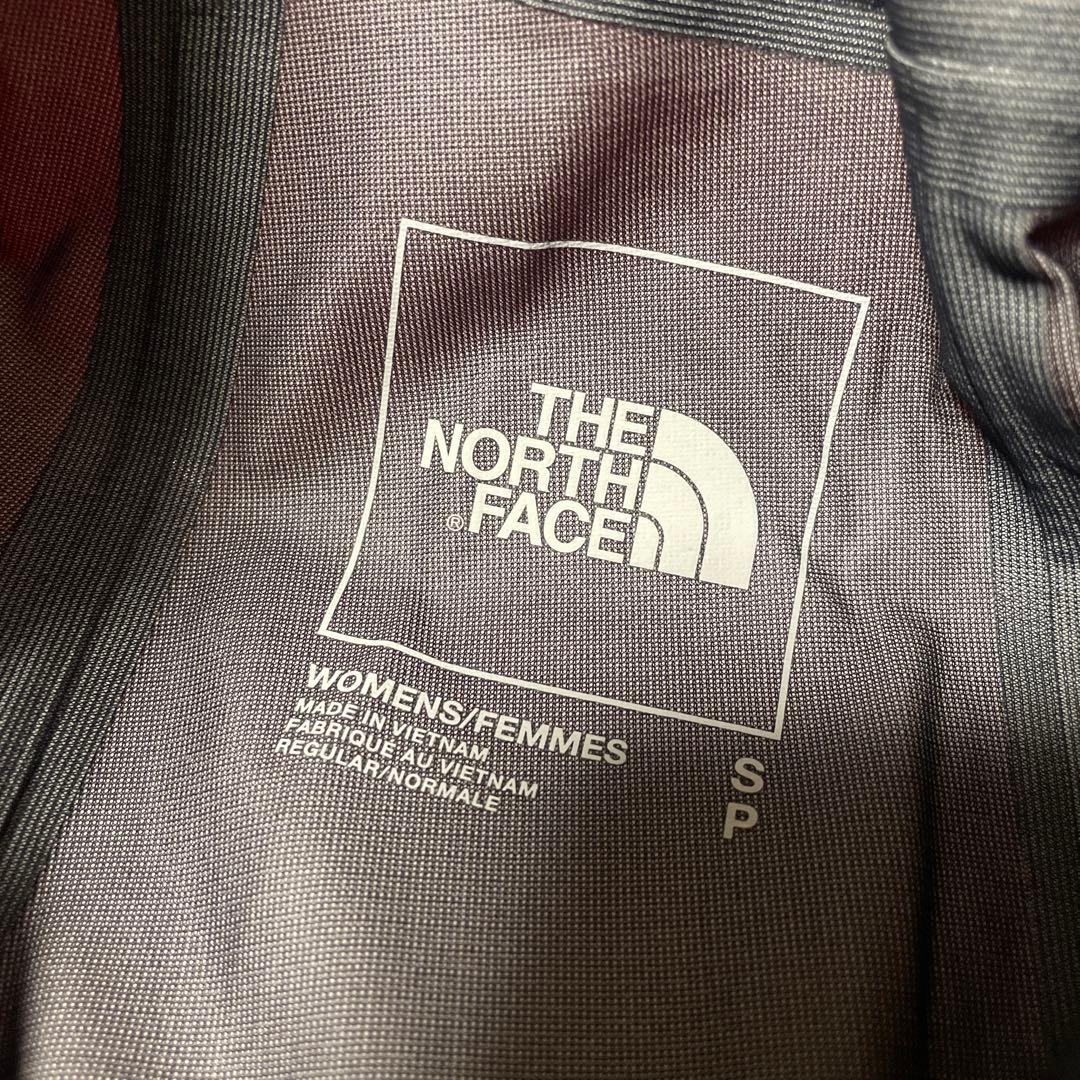 THE
NORTH
®FACE
WOMENS/FEMMES
MADE IN VIETNAM
FABRIQUE AU VIETNAM
REGULAR/NORMALE
S
P